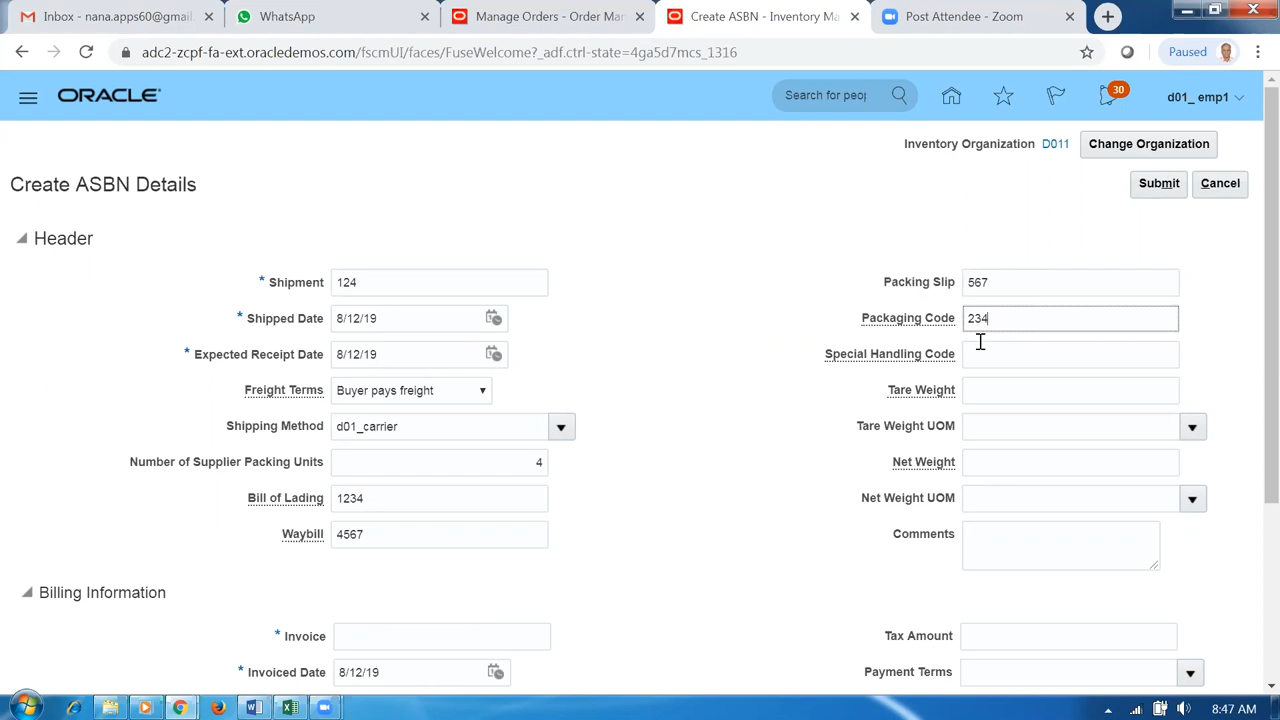 Inbox - nana.apps60@gmail
WhatsApp
Manage Orders - Order Man
Create ASBN - Inventory Ma
Attendee - Zoom
adc2-zcpf-fa-ext.oracledemos.com/fscmUI/faces/FuseWelcome?_adf.ctrl-state=4ga5d7mcs_1316
Paused
ORACLE
Search for peop
30
d01_ emp1
Inventory Organization D011 Change Organization
Create ASBN Details
Submit Cancel
Header
* Shipment 124
Packing Slip 567
* Shipped Date 8/12/19
Packaging Code 234
* Expected Receipt Date 8/12/19
Special Handling Code
Freight Terms Buyer pays freight
Tare Weight
Shipping Method d01_carrier
Tare Weight UOM
Number of Supplier Packing Units 4
Net Weight
Bill of Lading 1234
Net Weight UOM
Waybill 4567
Comments
Billing Information
* Invoice
Tax Amount
* Invoiced Date 8/12/19
Payment Terms
8:47 AM